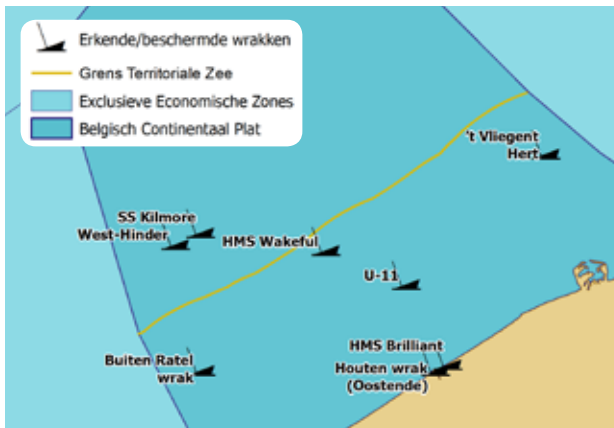 Erkende/beschermde wrakken
Grens Territoriale Zee
Exclusieve Economische Zones
Belgisch Continentaal Plat
't Vliegent
Hert
SS Kilmore
West-Hinder
HMS Wakeful
U-11
HMS Brilliant
Buiten Ratel
wrak
Houten wrak
(Oostende)